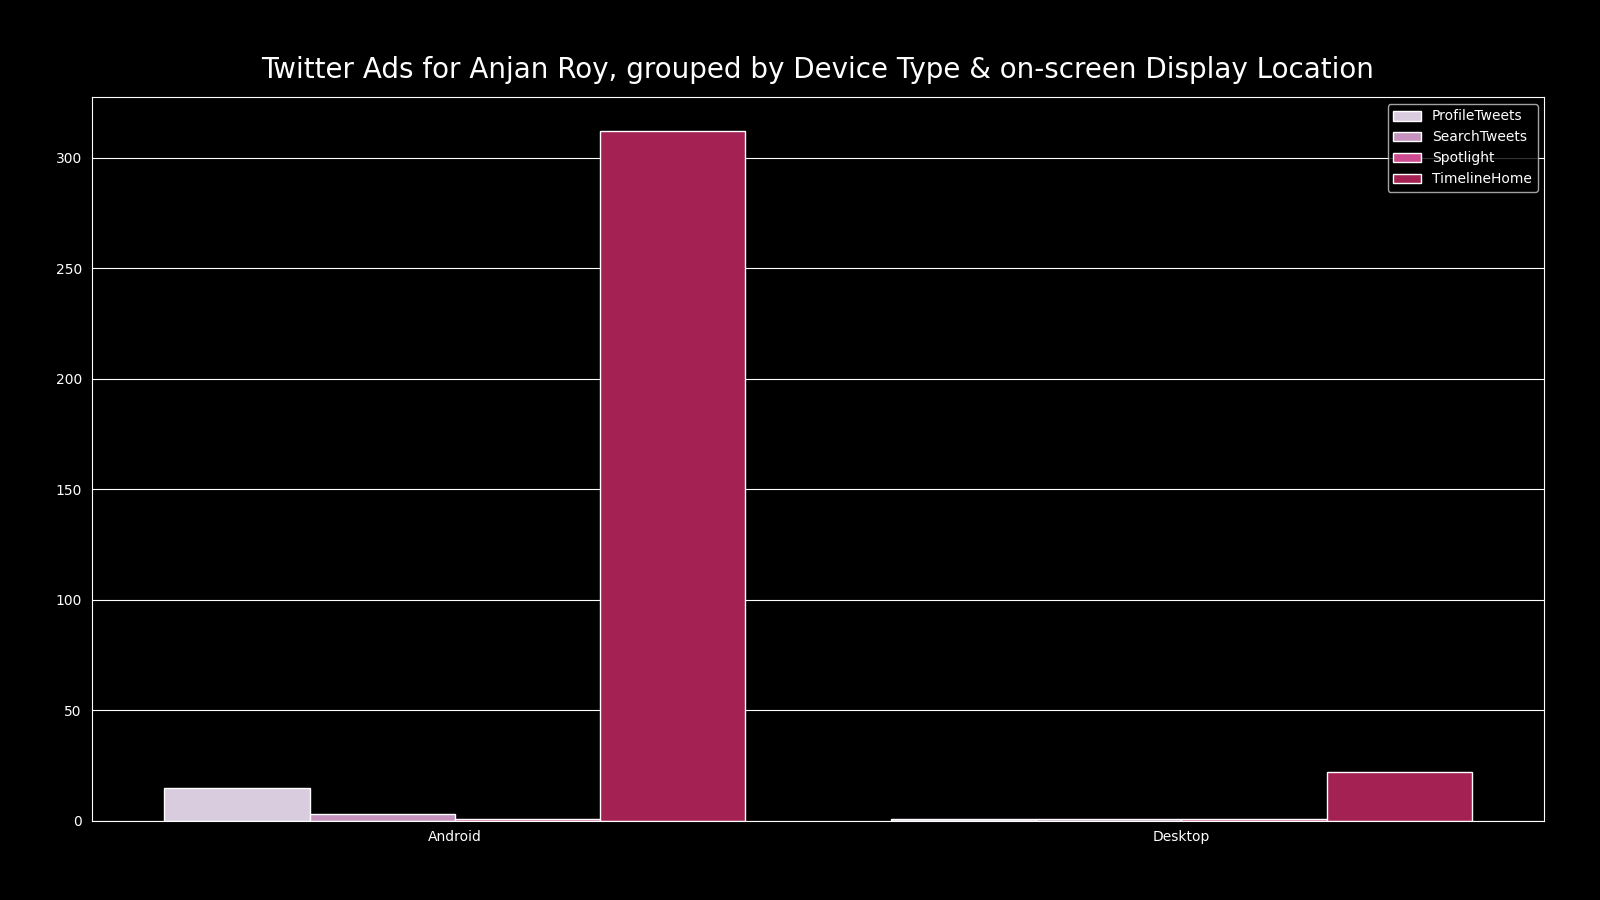 Twitter Ads for Anjan Roy, grouped by Device Type & on-screen Display Location
ProfileTweets
SearchTweets
Spotlight
TimelineHome
300
250
200
150
100
50
0
Android
Desktop